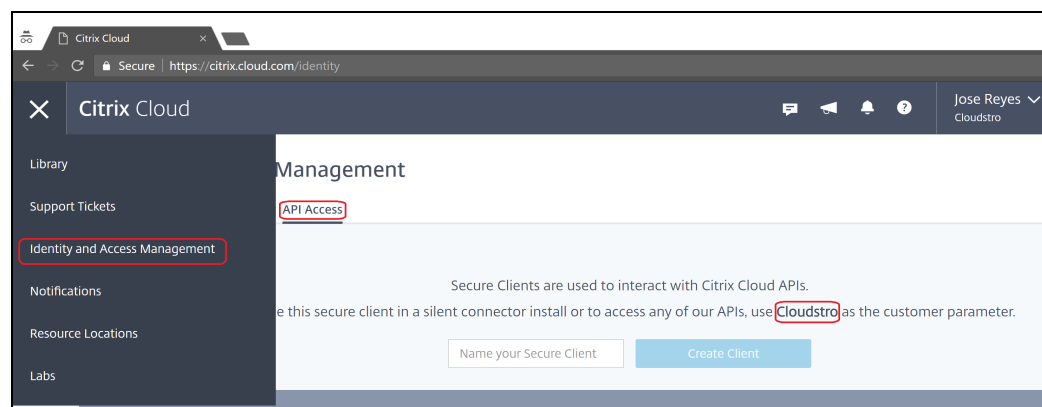 Citrix Cloud
Secure | https://citrix.cloud.com/identity
Citrix Cloud
Jose Reyes
Cloudstro
Library
Management
Support Tickets
API Access
Identity and Access Management
Secure Clients are used to interact with Citrix Cloud APIs.
Notifications
e this secure client in a silent connector install or to access any of our APIs, use Cloudstro as the customer parameter.
Resource Locations
Name your Secure Client
Create Client
Labs